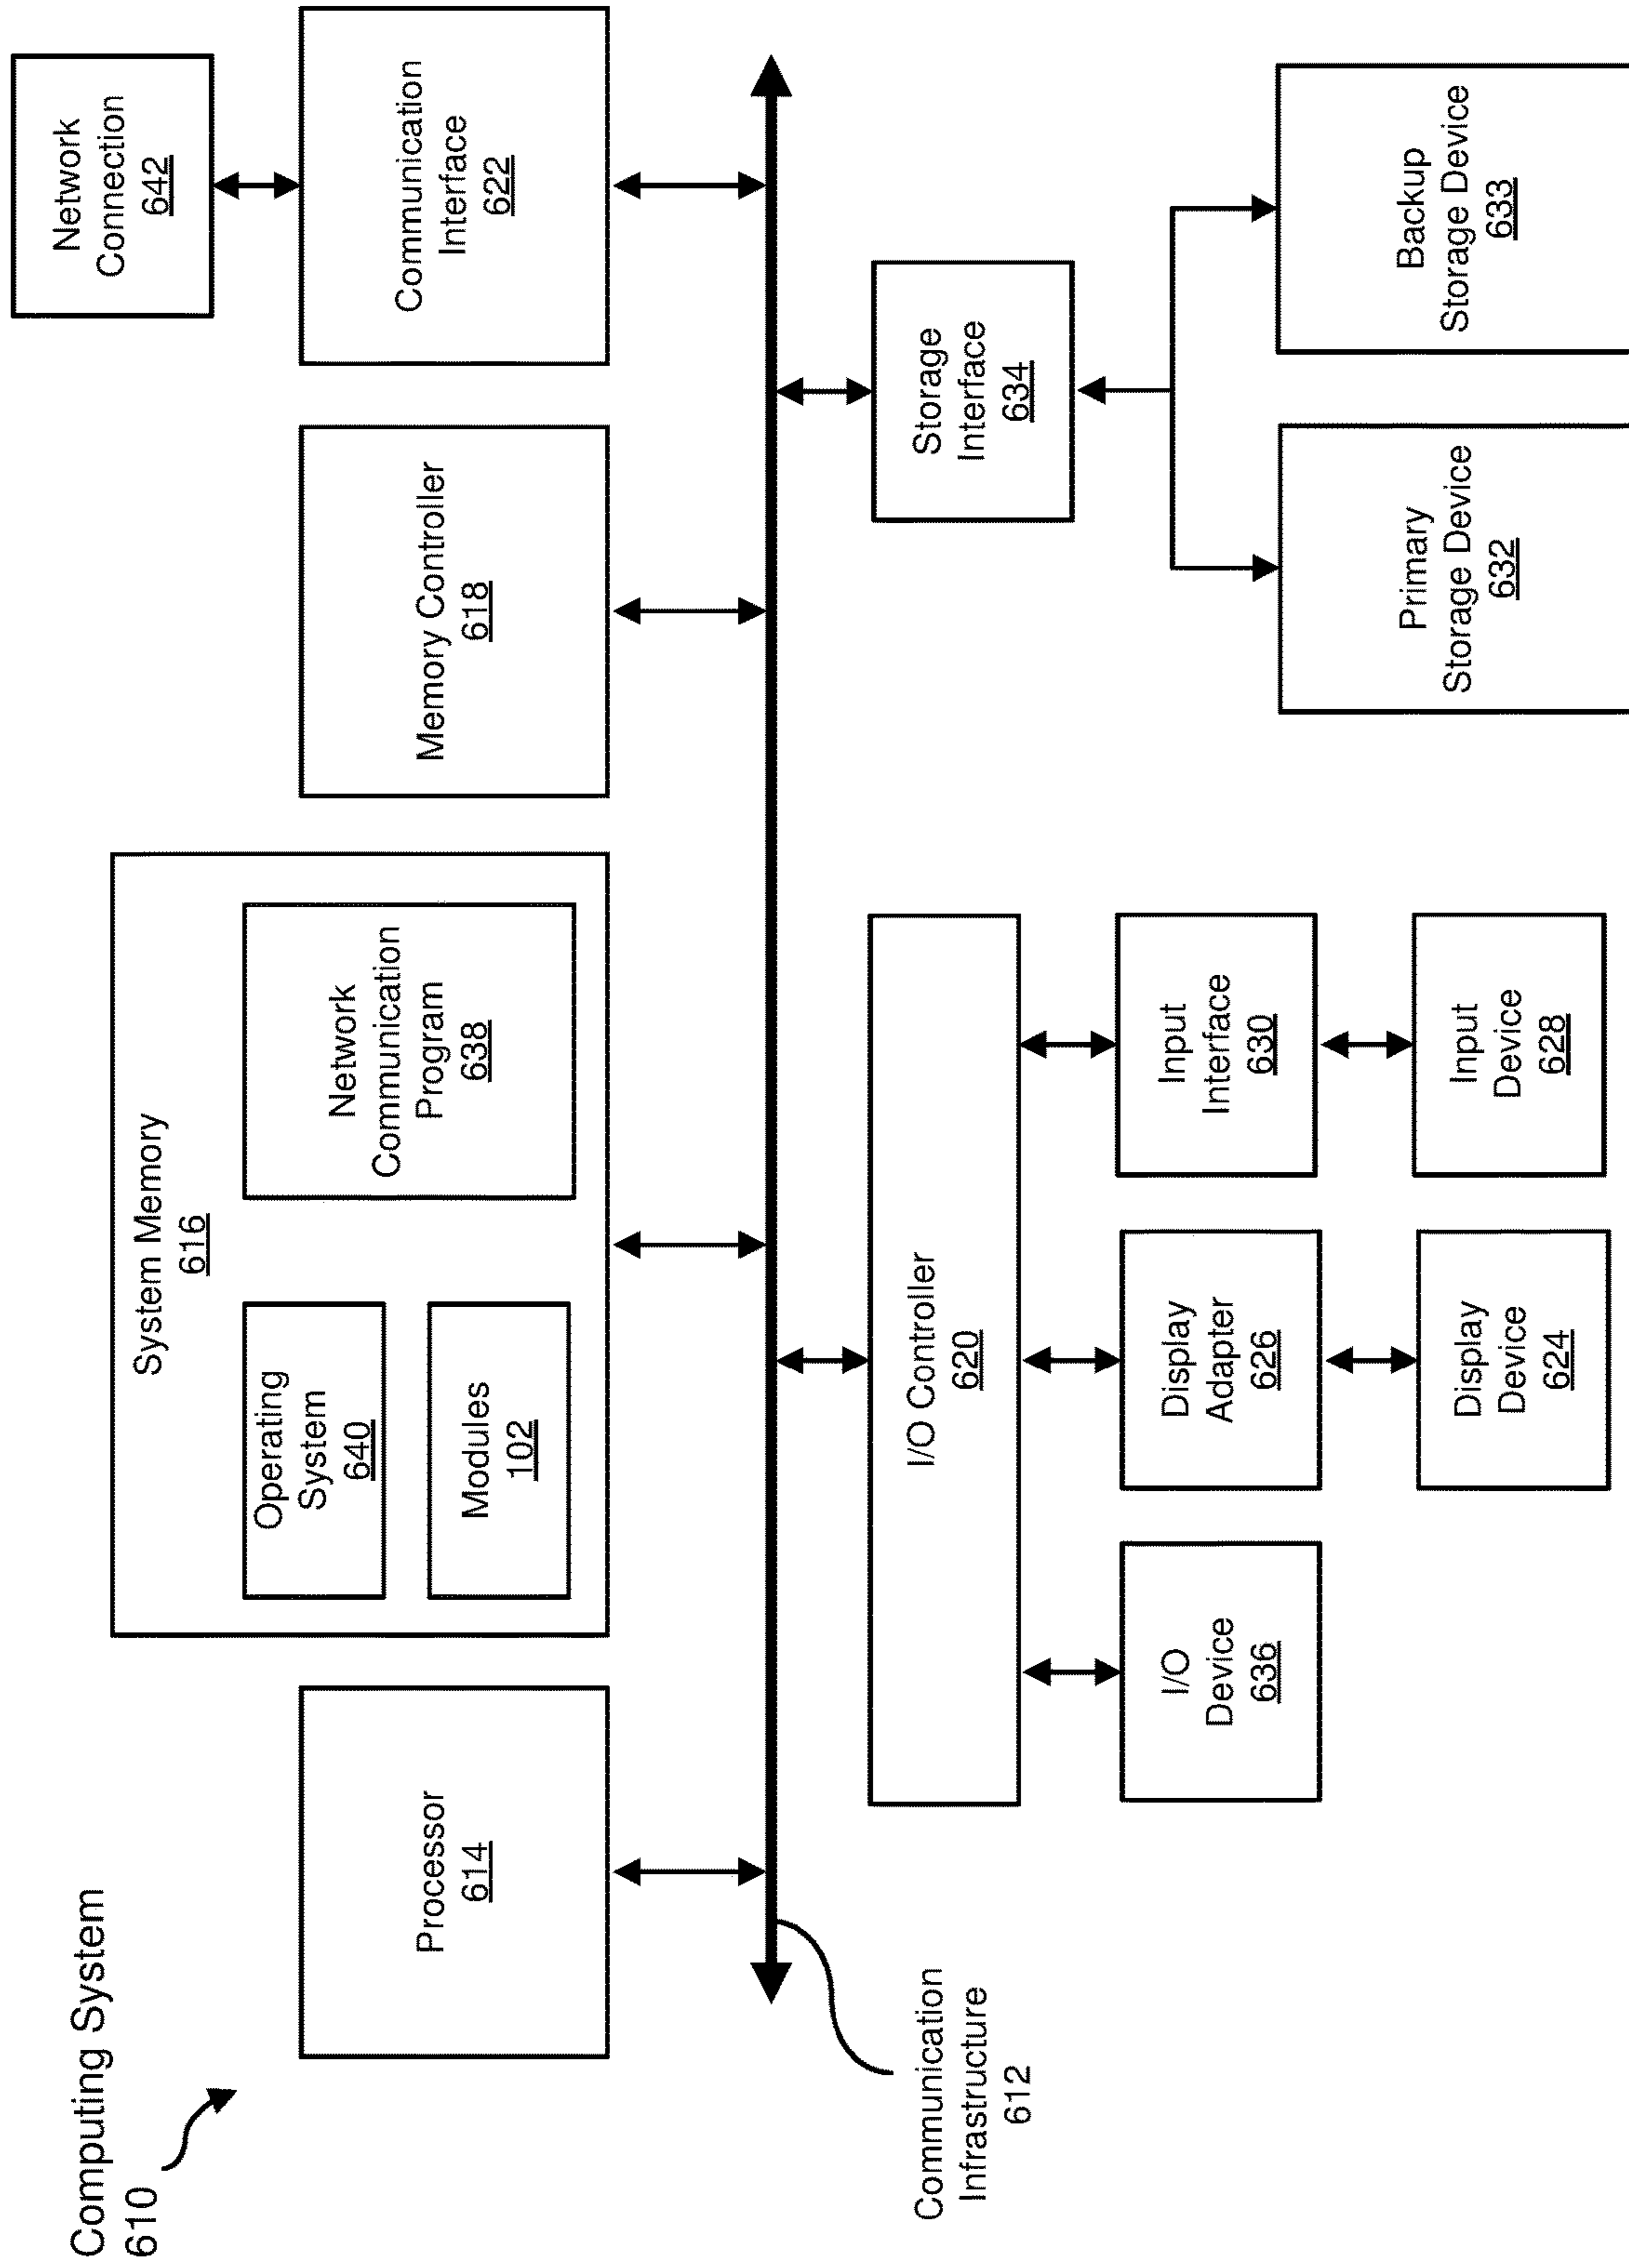 Computing System
610
Processor
614
System Memory
616
Operating
System
640
Modules
102
Network
Communication
Program
638
Memory Controller
618
Network
Connection
642
Communication
Interface
622
Communication
Infrastructure
612
I/O Controller
620
Storage
Interface
634
I/O
Device
636
Display
Adapter
626
Input
Interface
630
Display
Device
624
Input
Device
628
Primary
Storage Device
632
Backup
Storage Device
633